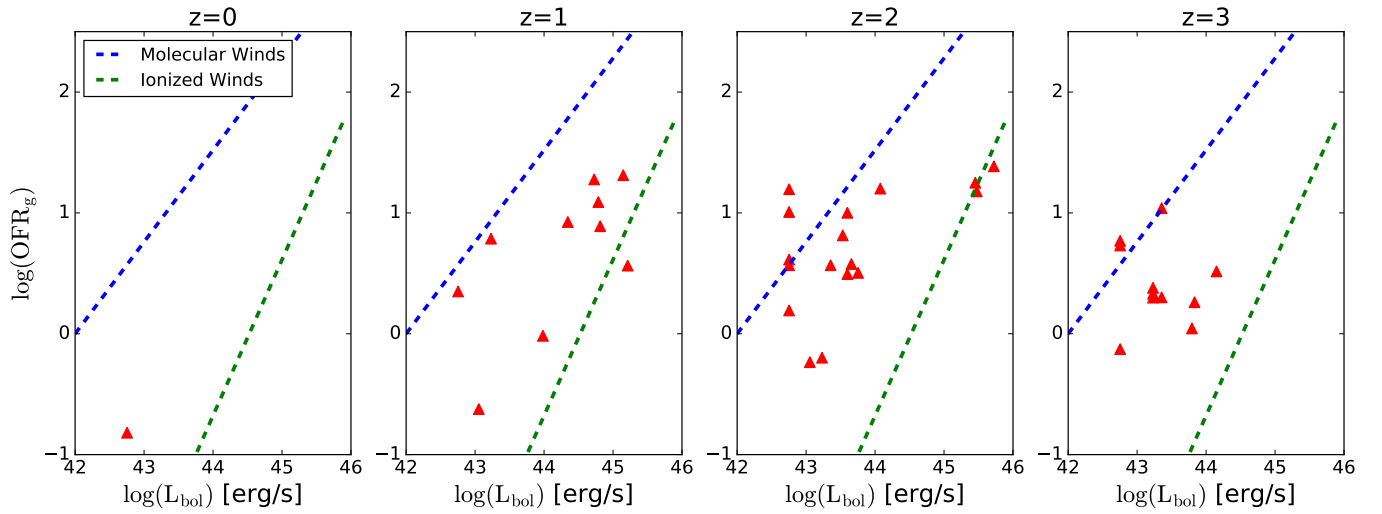 z=0 z=1 z=2 z=3
Molecular Winds
Ionized Winds
log(OFR_g)
2 2 2 2
1 1 1 1
0 0 0 0
−1 −1 −1 −1
42 43 44 45 46 42 43 44 45 46 42 43 44 45 46 42 43 44 45 46
log(L_bol) [erg/s] log(L_bol) [erg/s] log(L_bol) [erg/s] log(L_bol) [erg/s]